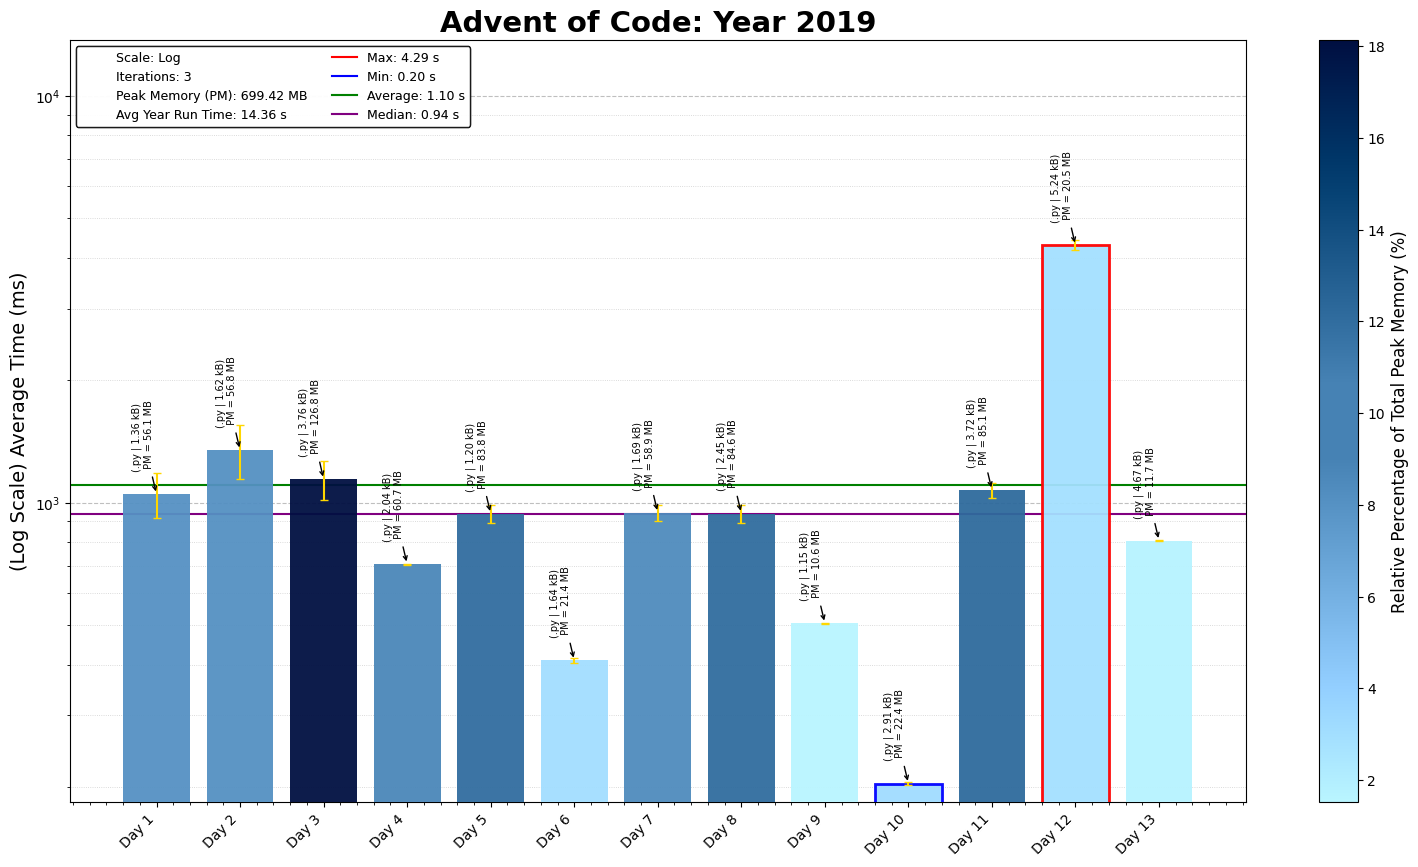 Advent of Code: Year 2019
Scale: Log
Iterations: 3
Peak Memory (PM): 699.42 MB
Avg Year Run Time: 14.36 s
Max: 4.29 s
Min: 0.20 s
Average: 1.10 s
Median: 0.94 s
(Log Scale) Average Time (ms)
10⁴
10³
(.py | 1.36 kB)
PM = 56.1 MB
(.py | 1.62 kB)
PM = 56.8 MB
(.py | 3.76 kB)
PM = 126.8 MB
(.py | 2.04 kB)
PM = 60.7 MB
(.py | 1.20 kB)
PM = 83.8 MB
(.py | 1.64 kB)
PM = 21.4 MB
(.py | 1.69 kB)
PM = 58.9 MB
(.py | 2.45 kB)
PM = 84.6 MB
(.py | 1.15 kB)
PM = 10.6 MB
(.py | 2.91 kB)
PM = 22.4 MB
(.py | 3.72 kB)
PM = 85.1 MB
(.py | 5.24 kB)
PM = 20.5 MB
(.py | 4.67 kB)
PM = 11.7 MB
Day 1
Day 2
Day 3
Day 4
Day 5
Day 6
Day 7
Day 8
Day 9
Day 10
Day 11
Day 12
Day 13
18
16
14
12
10
8
6
4
2
Relative Percentage of Total Peak Memory (%)